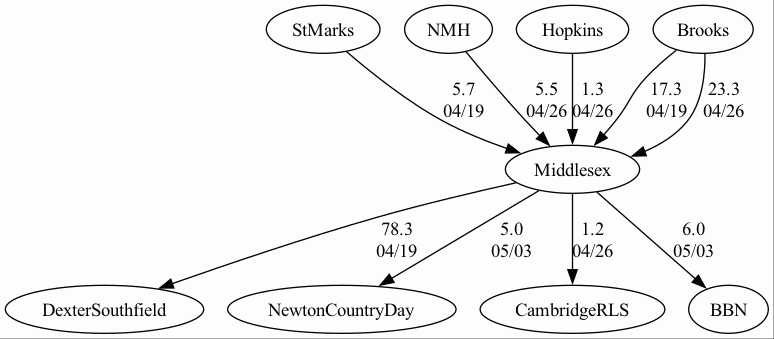 StMarks
NMH
Hopkins
Brooks
5.7
04/19
5.5
04/26
1.3
04/26
17.3
04/19
23.3
04/26
Middlesex
78.3
04/19
5.0
05/03
1.2
04/26
6.0
05/03
DexterSouthfield
NewtonCountryDay
CambridgeRLS
BBN